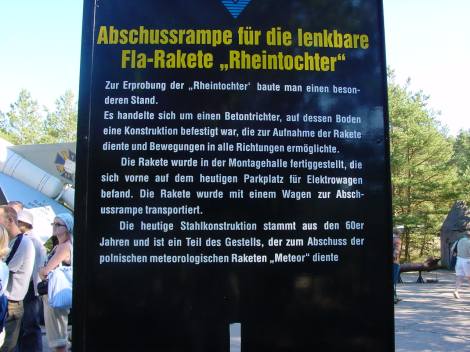 Abschussrampe für die lenkbare
Fla-Rakete „Rheintochter"
Zur Erprobung der „Rheintochter' baute man einen beson-
deren Stand.
Es handelte sich um einen Betontrichter, auf dessen Boden
eine Konstruktion befestigt war, die zur Aufnahme der Rakete
diente und Bewegungen in alle Richtungen ermöglichte.
Die Rakete wurde in der Montagehalle fertiggestellt, die
sich vorne auf dem heutigen Parkplatz für Elektrowagen
befand. Die Rakete wurde mit einem Wagen zur Absch-
ussrampe transportiert.
Die heutige Stahlkonstruktion stammt aus den 60er
Jahren und ist ein Teil des Gestells, der zum Abschuss der
polnischen meteorologischen Raketen „Meteor" diente